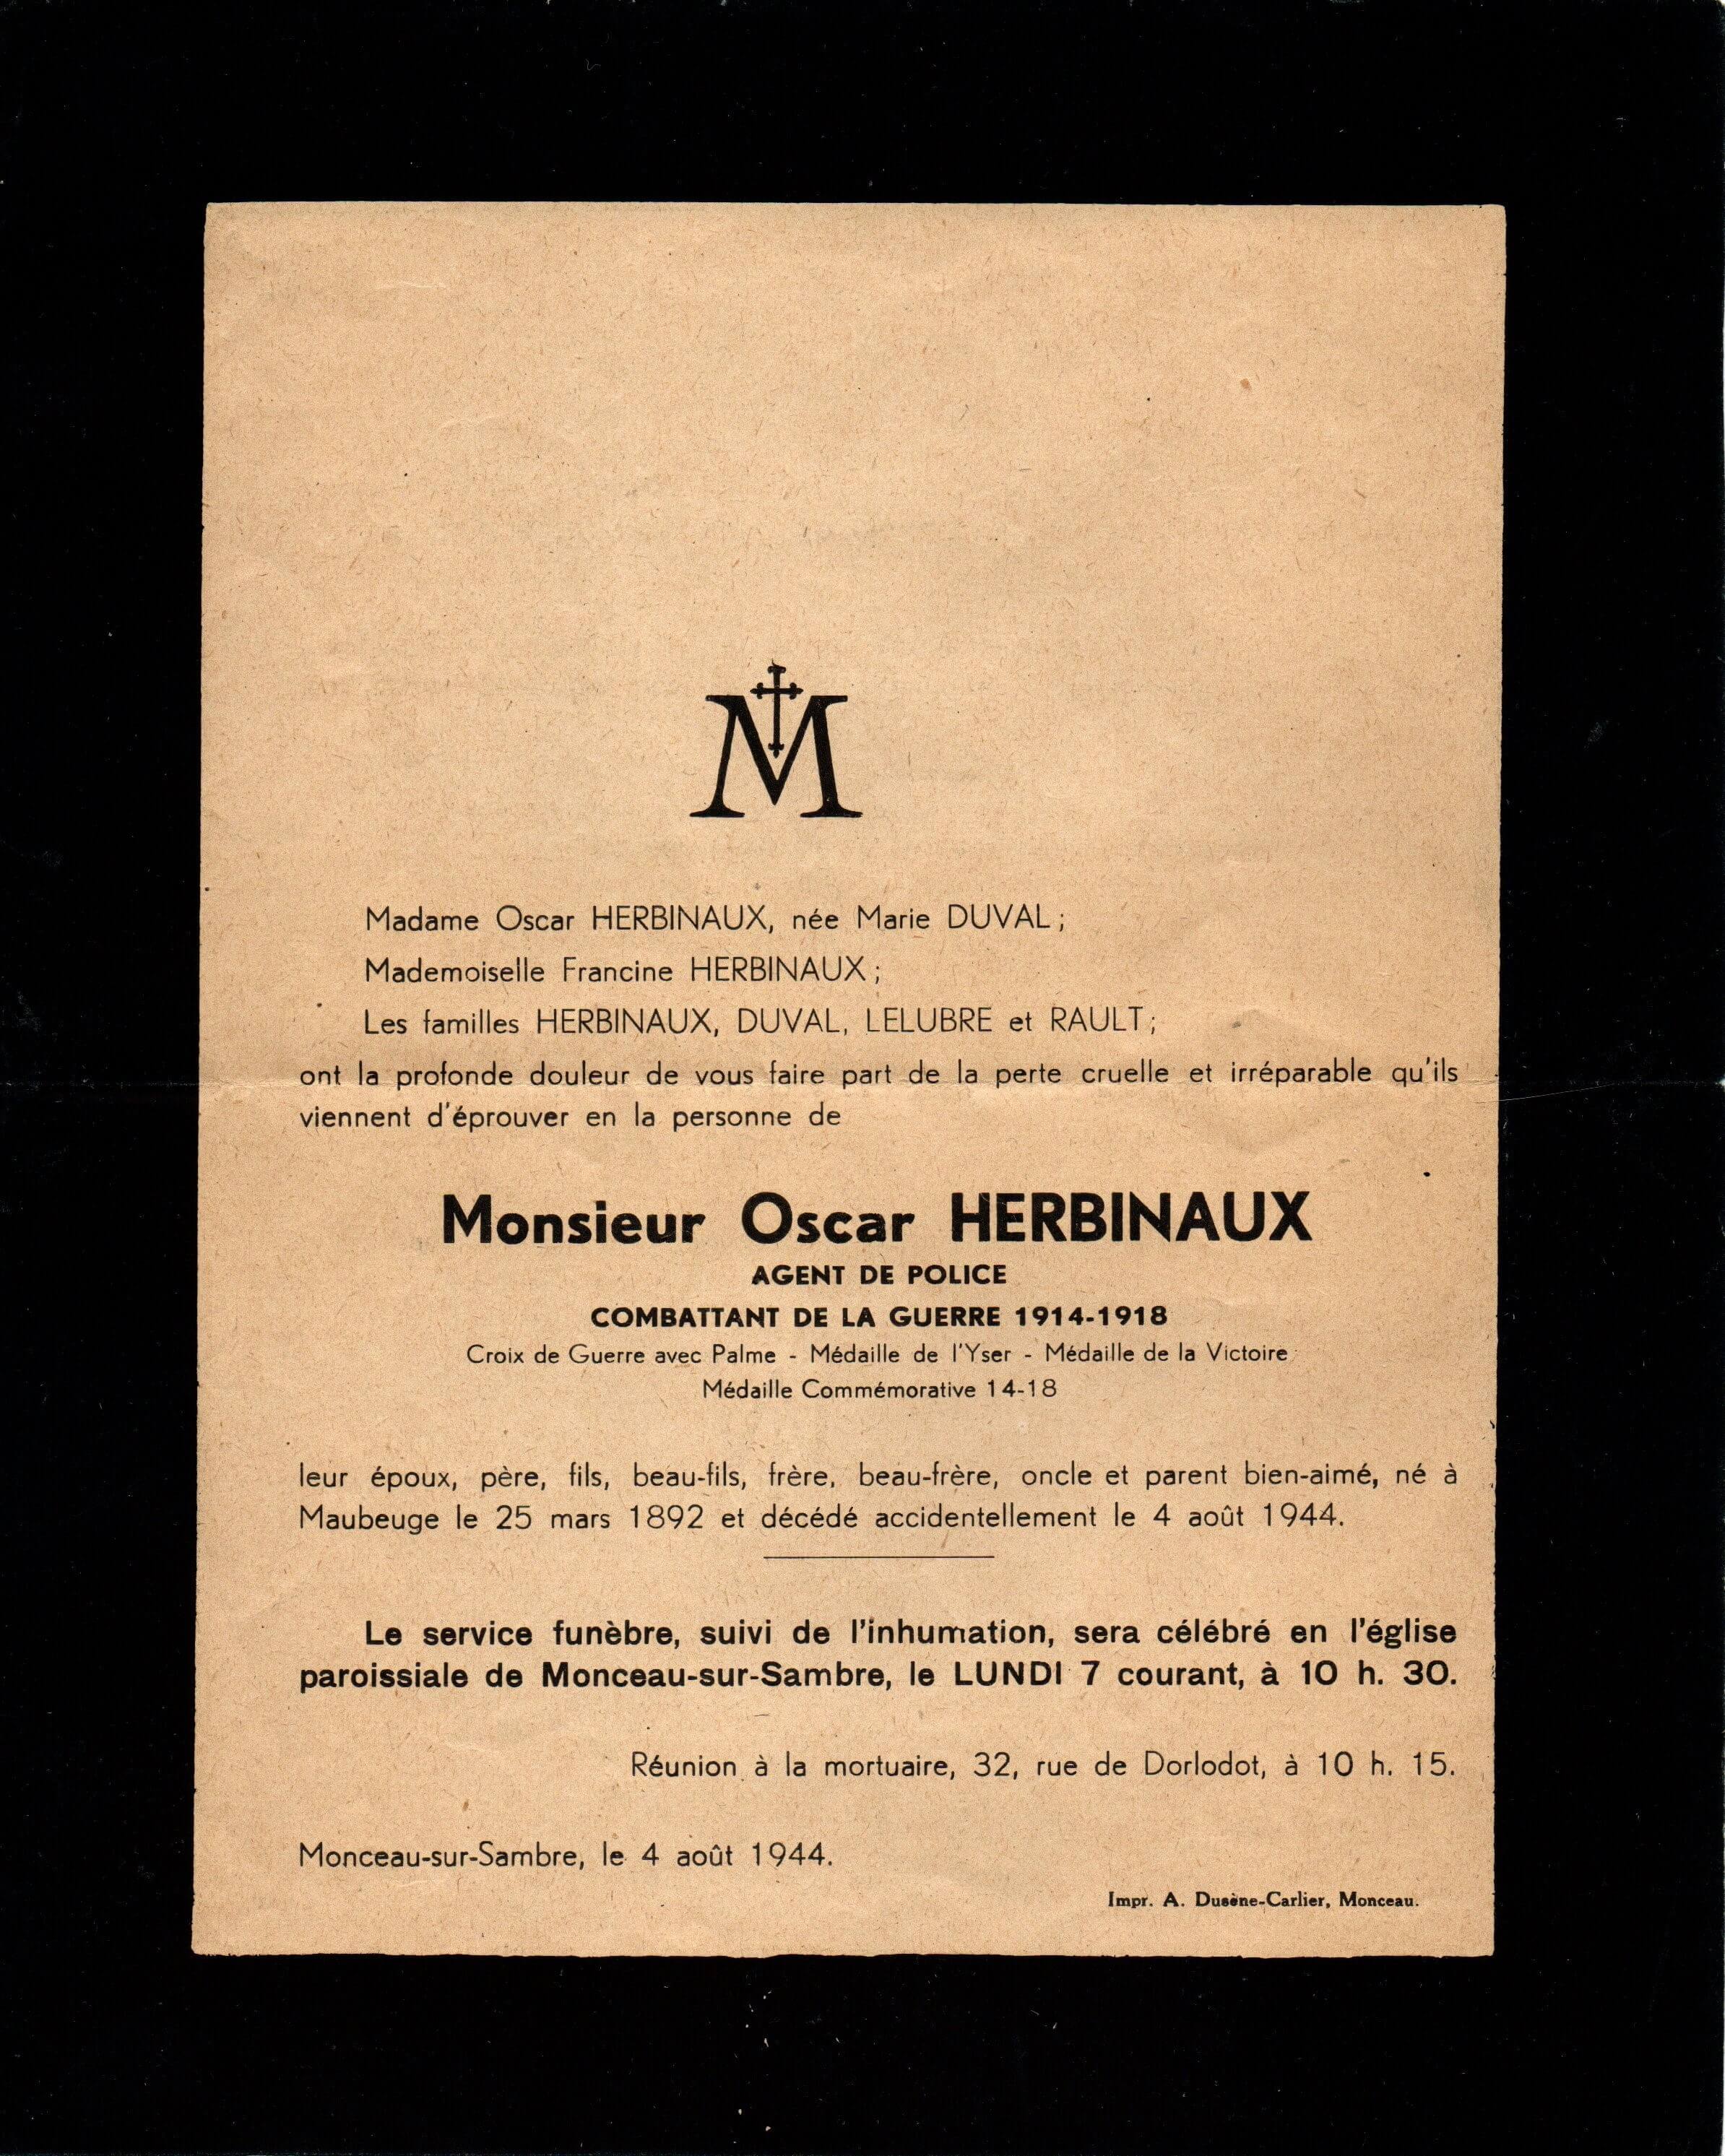 M
Madame Oscar HERBINAUX, née Marie DUVAL ;
Mademoiselle Francine HERBINAUX ;
Les familles HERBINAUX, DUVAL, LELUBRE et RAULT ;
ont la profonde douleur de vous faire part de la perte cruelle et irréparable qu'ils
viennent d'éprouver en la personne de
Monsieur Oscar HERBINAUX
AGENT DE POLICE
COMBATTANT DE LA GUERRE 1914-1918
Croix de Guerre avec Palme - Médaille de l'Yser - Médaille de la Victoire
Médaille Commémorative 14-18
leur époux, père, fils, beau-fils, frère, beau-frère, oncle et parent bien-aimé, né à
Maubeuge le 25 mars 1892 et décédé accidentellement le 4 août 1944.
Le service funèbre, suivi de l'inhumation, sera célébré en l'église
paroissiale de Monceau-sur-Sambre, le LUNDI 7 courant, à 10 h. 30.
Réunion à la mortuaire, 32, rue de Dorlodot, à 10 h. 15.
Monceau-sur-Sambre, le 4 août 1944.
Impr. A. Dusène-Carlier, Monceau.